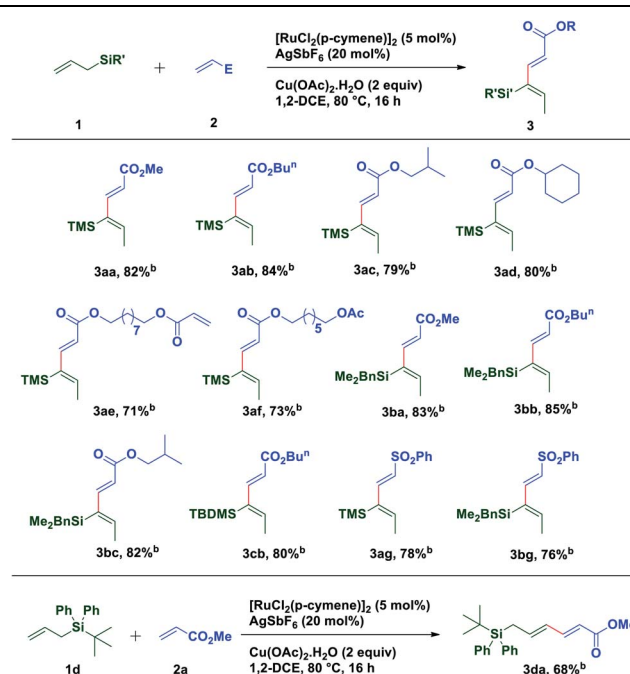 [RuCl2(p-cymene)]2 (5 mol%)
AgSbF6 (20 mol%)
Cu(OAc)2.H2O (2 equiv)
1,2-DCE, 80 °C, 16 h
SiR'
+
E
O
OR
R'Si'
1
2
3
CO2Me
TMS
3aa, 82%b
CO2Bun
TMS
3ab, 84%b
O
O
TMS
3ac, 79%b
O
O
TMS
3ad, 80%b
O
O
7
O
O
TMS
3ae, 71%b
O
O
5
OAc
TMS
3af, 73%b
CO2Me
Me2BnSi
3ba, 83%b
CO2Bun
Me2BnSi
3bb, 85%b
O
O
Me2BnSi
3bc, 82%b
CO2Bun
TBDMS
3cb, 80%b
SO2Ph
TMS
3ag, 78%b
SO2Ph
Me2BnSi
3bg, 76%b
Ph Ph
Si
1d
+
CO2Me
2a
[RuCl2(p-cymene)]2 (5 mol%)
AgSbF6 (20 mol%)
Cu(OAc)2.H2O (2 equiv)
1,2-DCE, 80 °C, 16 h
Si
Ph Ph
OMe
O
3da, 68%b